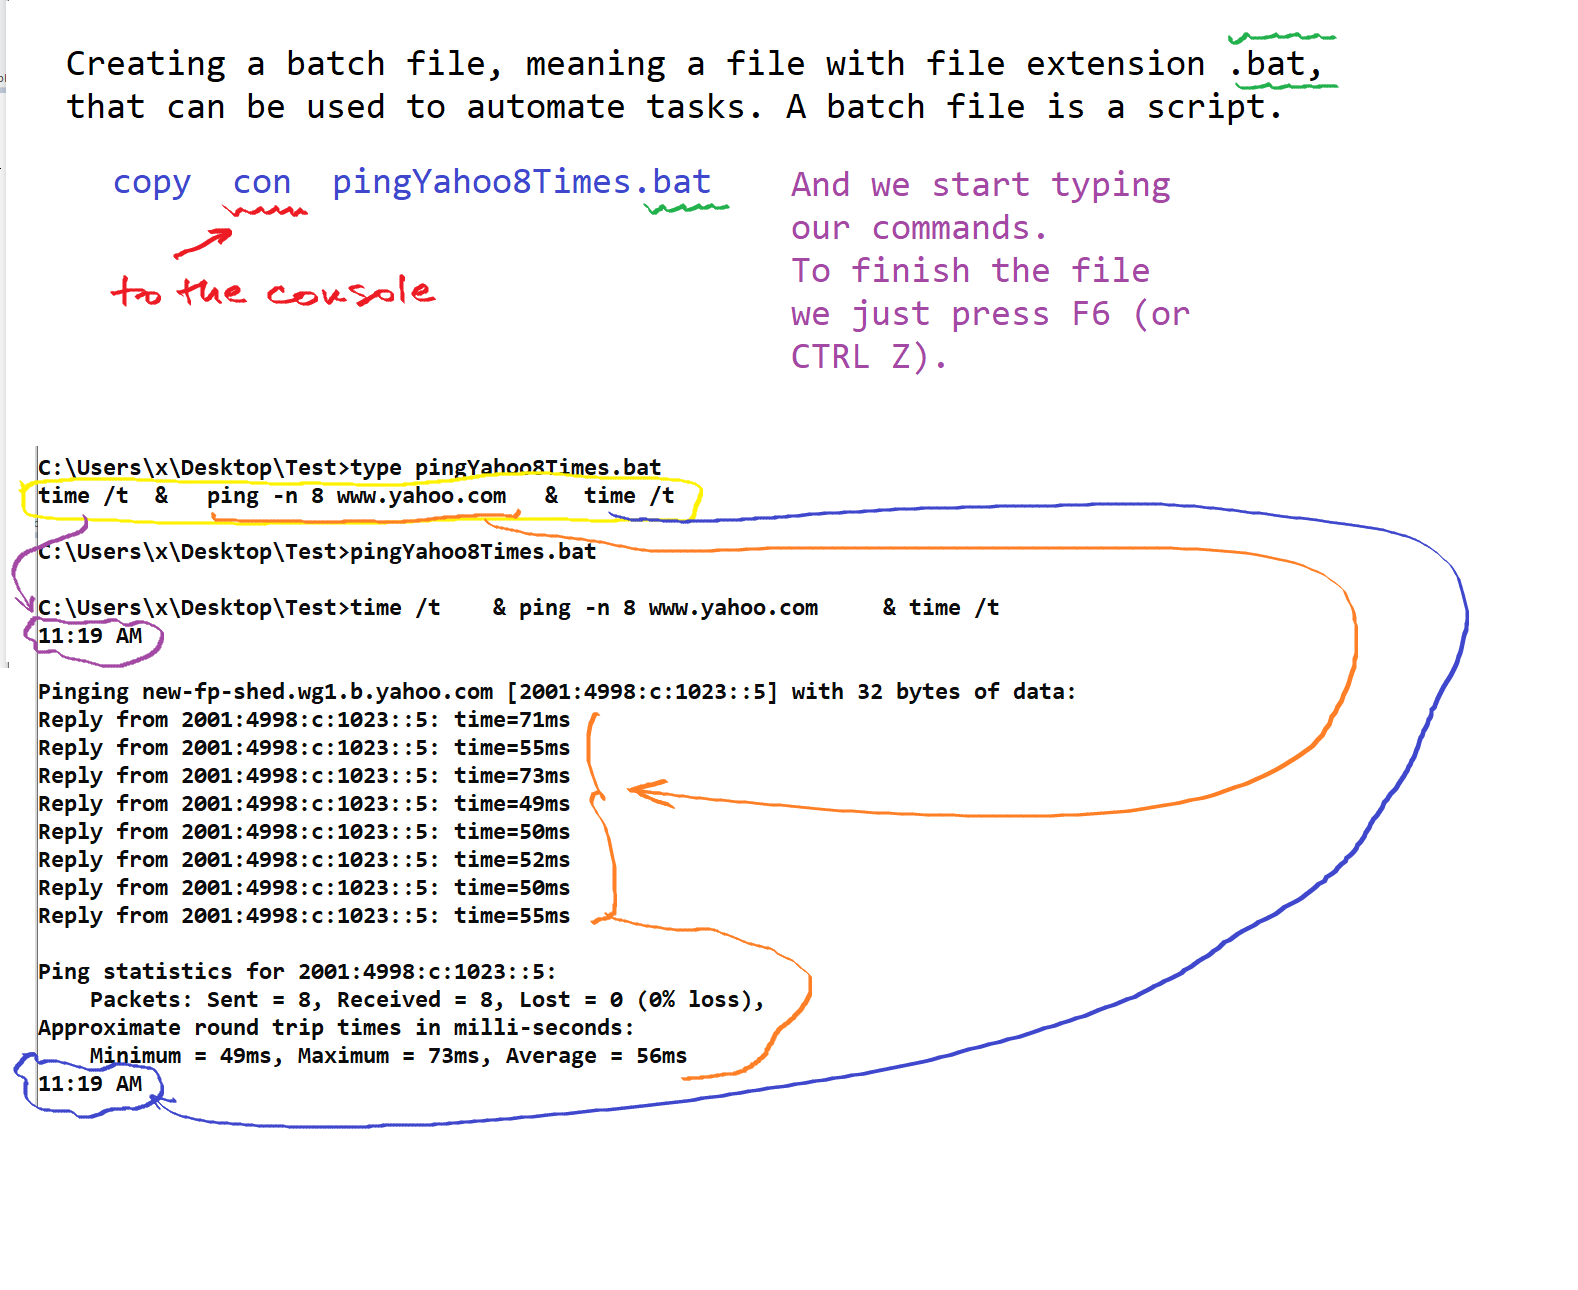 Creating a batch file, meaning a file with file extension .bat,
that can be used to automate tasks. A batch file is a script.
copy con pingYahoo8Times.bat
to the console
And we start typing
our commands.
To finish the file
we just press F6 (or
CTRL Z).
C:\Users\x\Desktop\Test>type pingYahoo8Times.bat
time /t & ping -n 8 www.yahoo.com & time /t
C:\Users\x\Desktop\Test>pingYahoo8Times.bat
C:\Users\x\Desktop\Test>time /t & ping -n 8 www.yahoo.com & time /t
11:19 AM
Pinging new-fp-shed.wg1.b.yahoo.com [2001:4998:c:1023::5] with 32 bytes of data:
Reply from 2001:4998:c:1023::5: time=71ms
Reply from 2001:4998:c:1023::5: time=55ms
Reply from 2001:4998:c:1023::5: time=73ms
Reply from 2001:4998:c:1023::5: time=49ms
Reply from 2001:4998:c:1023::5: time=50ms
Reply from 2001:4998:c:1023::5: time=52ms
Reply from 2001:4998:c:1023::5: time=50ms
Reply from 2001:4998:c:1023::5: time=55ms
Ping statistics for 2001:4998:c:1023::5:
Packets: Sent = 8, Received = 8, Lost = 0 (0% loss),
Approximate round trip times in milli-seconds:
Minimum = 49ms, Maximum = 73ms, Average = 56ms
11:19 AM